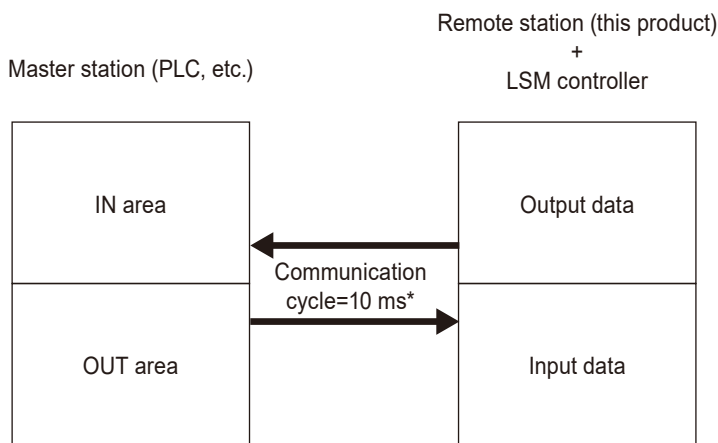 Master station (PLC, etc.)
Remote station (this product)
+
LSM controller
IN area
Output data
Communication
cycle=10 ms*
OUT area
Input data